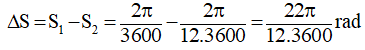 ΔS = S₁ – S₂ = 2π/3600 – 2π/12.3600 = 22π/12.3600 rad